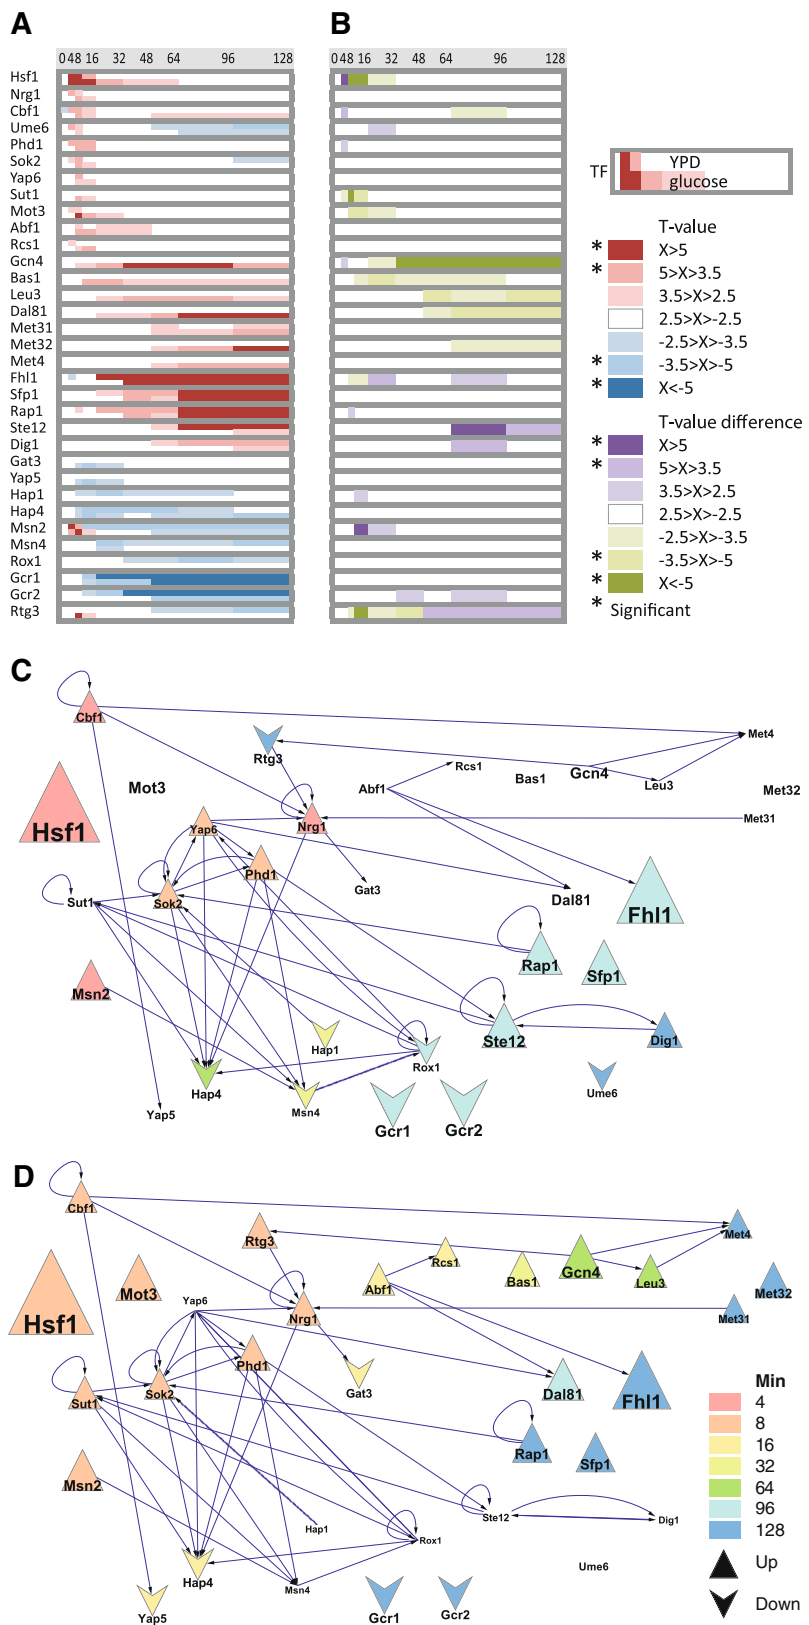 A
B
0 4 8 16 32 48 64 96 128
0 4 8 16 32 48 64 96 128
Hsf1
Nrg1
Cbf1
Ume6
Phd1
Sok2
Yap6
Sut1
Mot3
Abf1
Rcs1
Gcn4
Bas1
Leu3
Dal81
Met31
Met32
Met4
Fhl1
Sfp1
Rap1
Ste12
Dig1
Gat3
Yap5
Hap1
Hap4
Msn2
Msn4
Rox1
Gcr1
Gcr2
Rtg3
TF
YPD
glucose
T-value
* X>5
* 5>X>3.5
3.5>X>2.5
2.5>X>-2.5
-2.5>X>-3.5
* -3.5>X>-5
* X<-5
T-value difference
* X>5
* 5>X>3.5
3.5>X>2.5
2.5>X>-2.5
-2.5>X>-3.5
* -3.5>X>-5
* X<-5
* Significant
C
Cbf1
Rtg3
Met4
Rcs1
Bas1
Gcn4
Leu3
Met32
Mot3
Abf1
Hsf1
Yap6
Nrg1
Met31
Phd1
Gat3
Sut1
Sok2
Dal81
Fhl1
Rap1
Sfp1
Msn2
Hap1
Ste12
Dig1
Rox1
Hap4
Ume6
Yap5
Msn4
Gcr1
Gcr2
D
Cbf1
Rtg3
Met4
Rcs1
Bas1
Gcn4
Leu3
Met32
Mot3
Abf1
Yap6
Hsf1
Nrg1
Met31
Phd1
Gat3
Sut1
Sok2
Dal81
Fhl1
Rap1
Sfp1
Msn2
Hap1
Ste12
Dig1
Rox1
Hap4
Ume6
Msn4
Yap5
Gcr1
Gcr2
Min
4
8
16
32
64
96
128
Up
Down